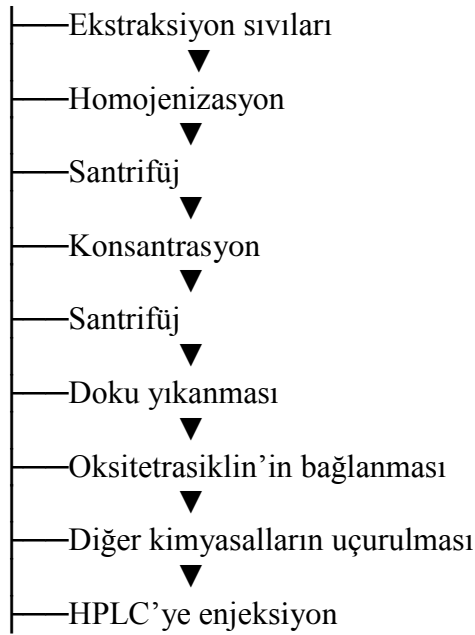 Ekstraksiyon sıvıları
Homojenizasyon
Santrifüj
Konsantrasyon
Santrifüj
Doku yıkanması
Oksitetrasiklin’in bağlanması
Diğer kimyasalların uçurulması
HPLC’ye enjeksiyon